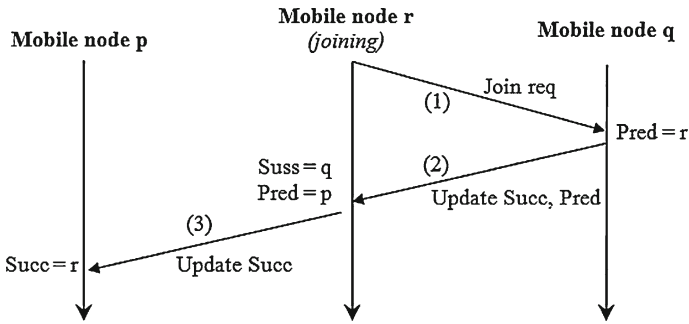 Mobile node p
Mobile node r
(joining)
Mobile node q
(1)
Join req
Pred = r
(2)
Suss = q
Pred = p
Update Succ, Pred
(3)
Succ = r
Update Succ